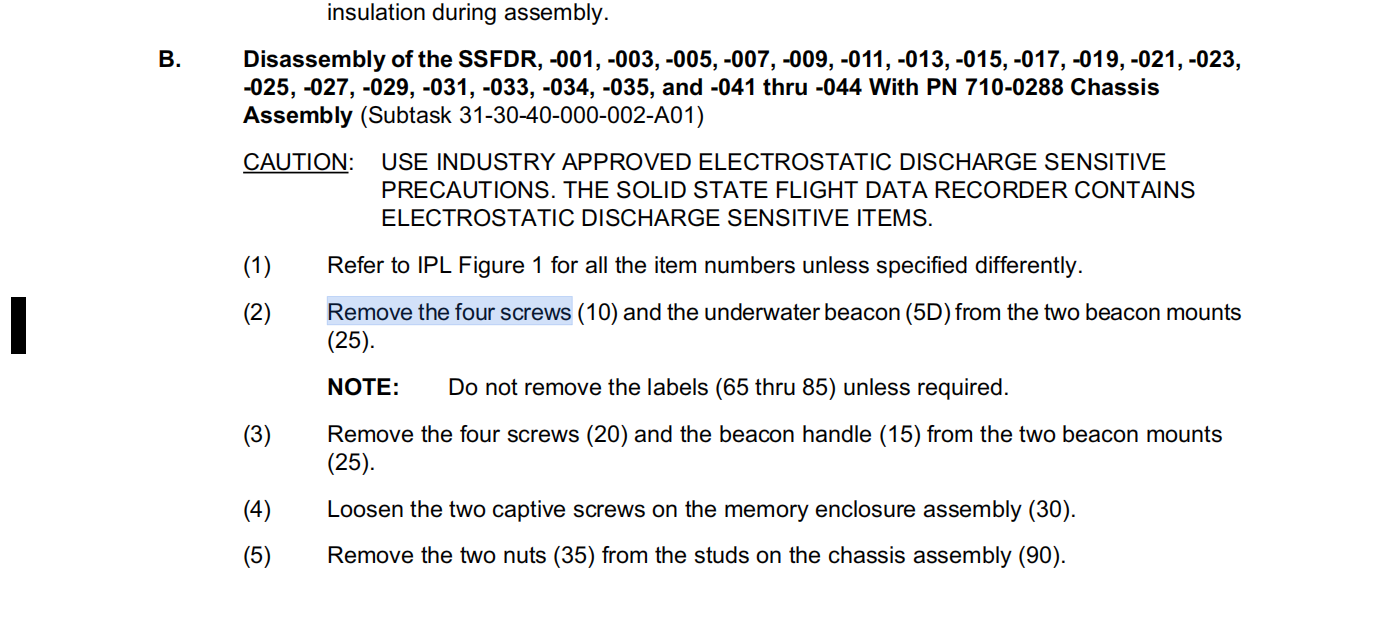 insulation during assembly.
B. Disassembly of the SSFDR, -001, -003, -005, -007, -009, -011, -013, -015, -017, -019, -021, -023,
-025, -027, -029, -031, -033, -034, -035, and -041 thru -044 With PN 710-0288 Chassis
Assembly (Subtask 31-30-40-000-002-A01)
CAUTION: USE INDUSTRY APPROVED ELECTROSTATIC DISCHARGE SENSITIVE
PRECAUTIONS. THE SOLID STATE FLIGHT DATA RECORDER CONTAINS
ELECTROSTATIC DISCHARGE SENSITIVE ITEMS.
(1) Refer to IPL Figure 1 for all the item numbers unless specified differently.
(2) Remove the four screws (10) and the underwater beacon (5D) from the two beacon mounts
(25).
NOTE: Do not remove the labels (65 thru 85) unless required.
(3) Remove the four screws (20) and the beacon handle (15) from the two beacon mounts
(25).
(4) Loosen the two captive screws on the memory enclosure assembly (30).
(5) Remove the two nuts (35) from the studs on the chassis assembly (90).